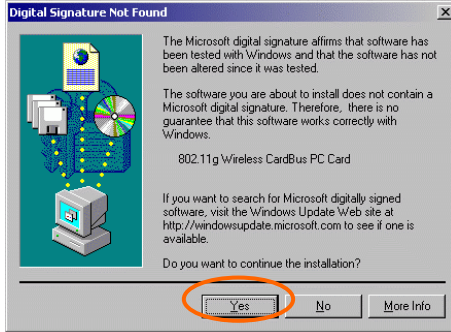 Digital Signature Not Found
The Microsoft digital signature affirms that software has
been tested with Windows and that the software has not
been altered since it was tested.
The software you are about to install does not contain a
Microsoft digital signature. Therefore, there is no
guarantee that this software works correctly with
Windows.
802.11g Wireless CardBus PC Card
If you want to search for Microsoft digitally signed
software, visit the Windows Update Web site at
http://windowsupdate.microsoft.com to see if one is
available.
Do you want to continue the installation?
Yes No More Info